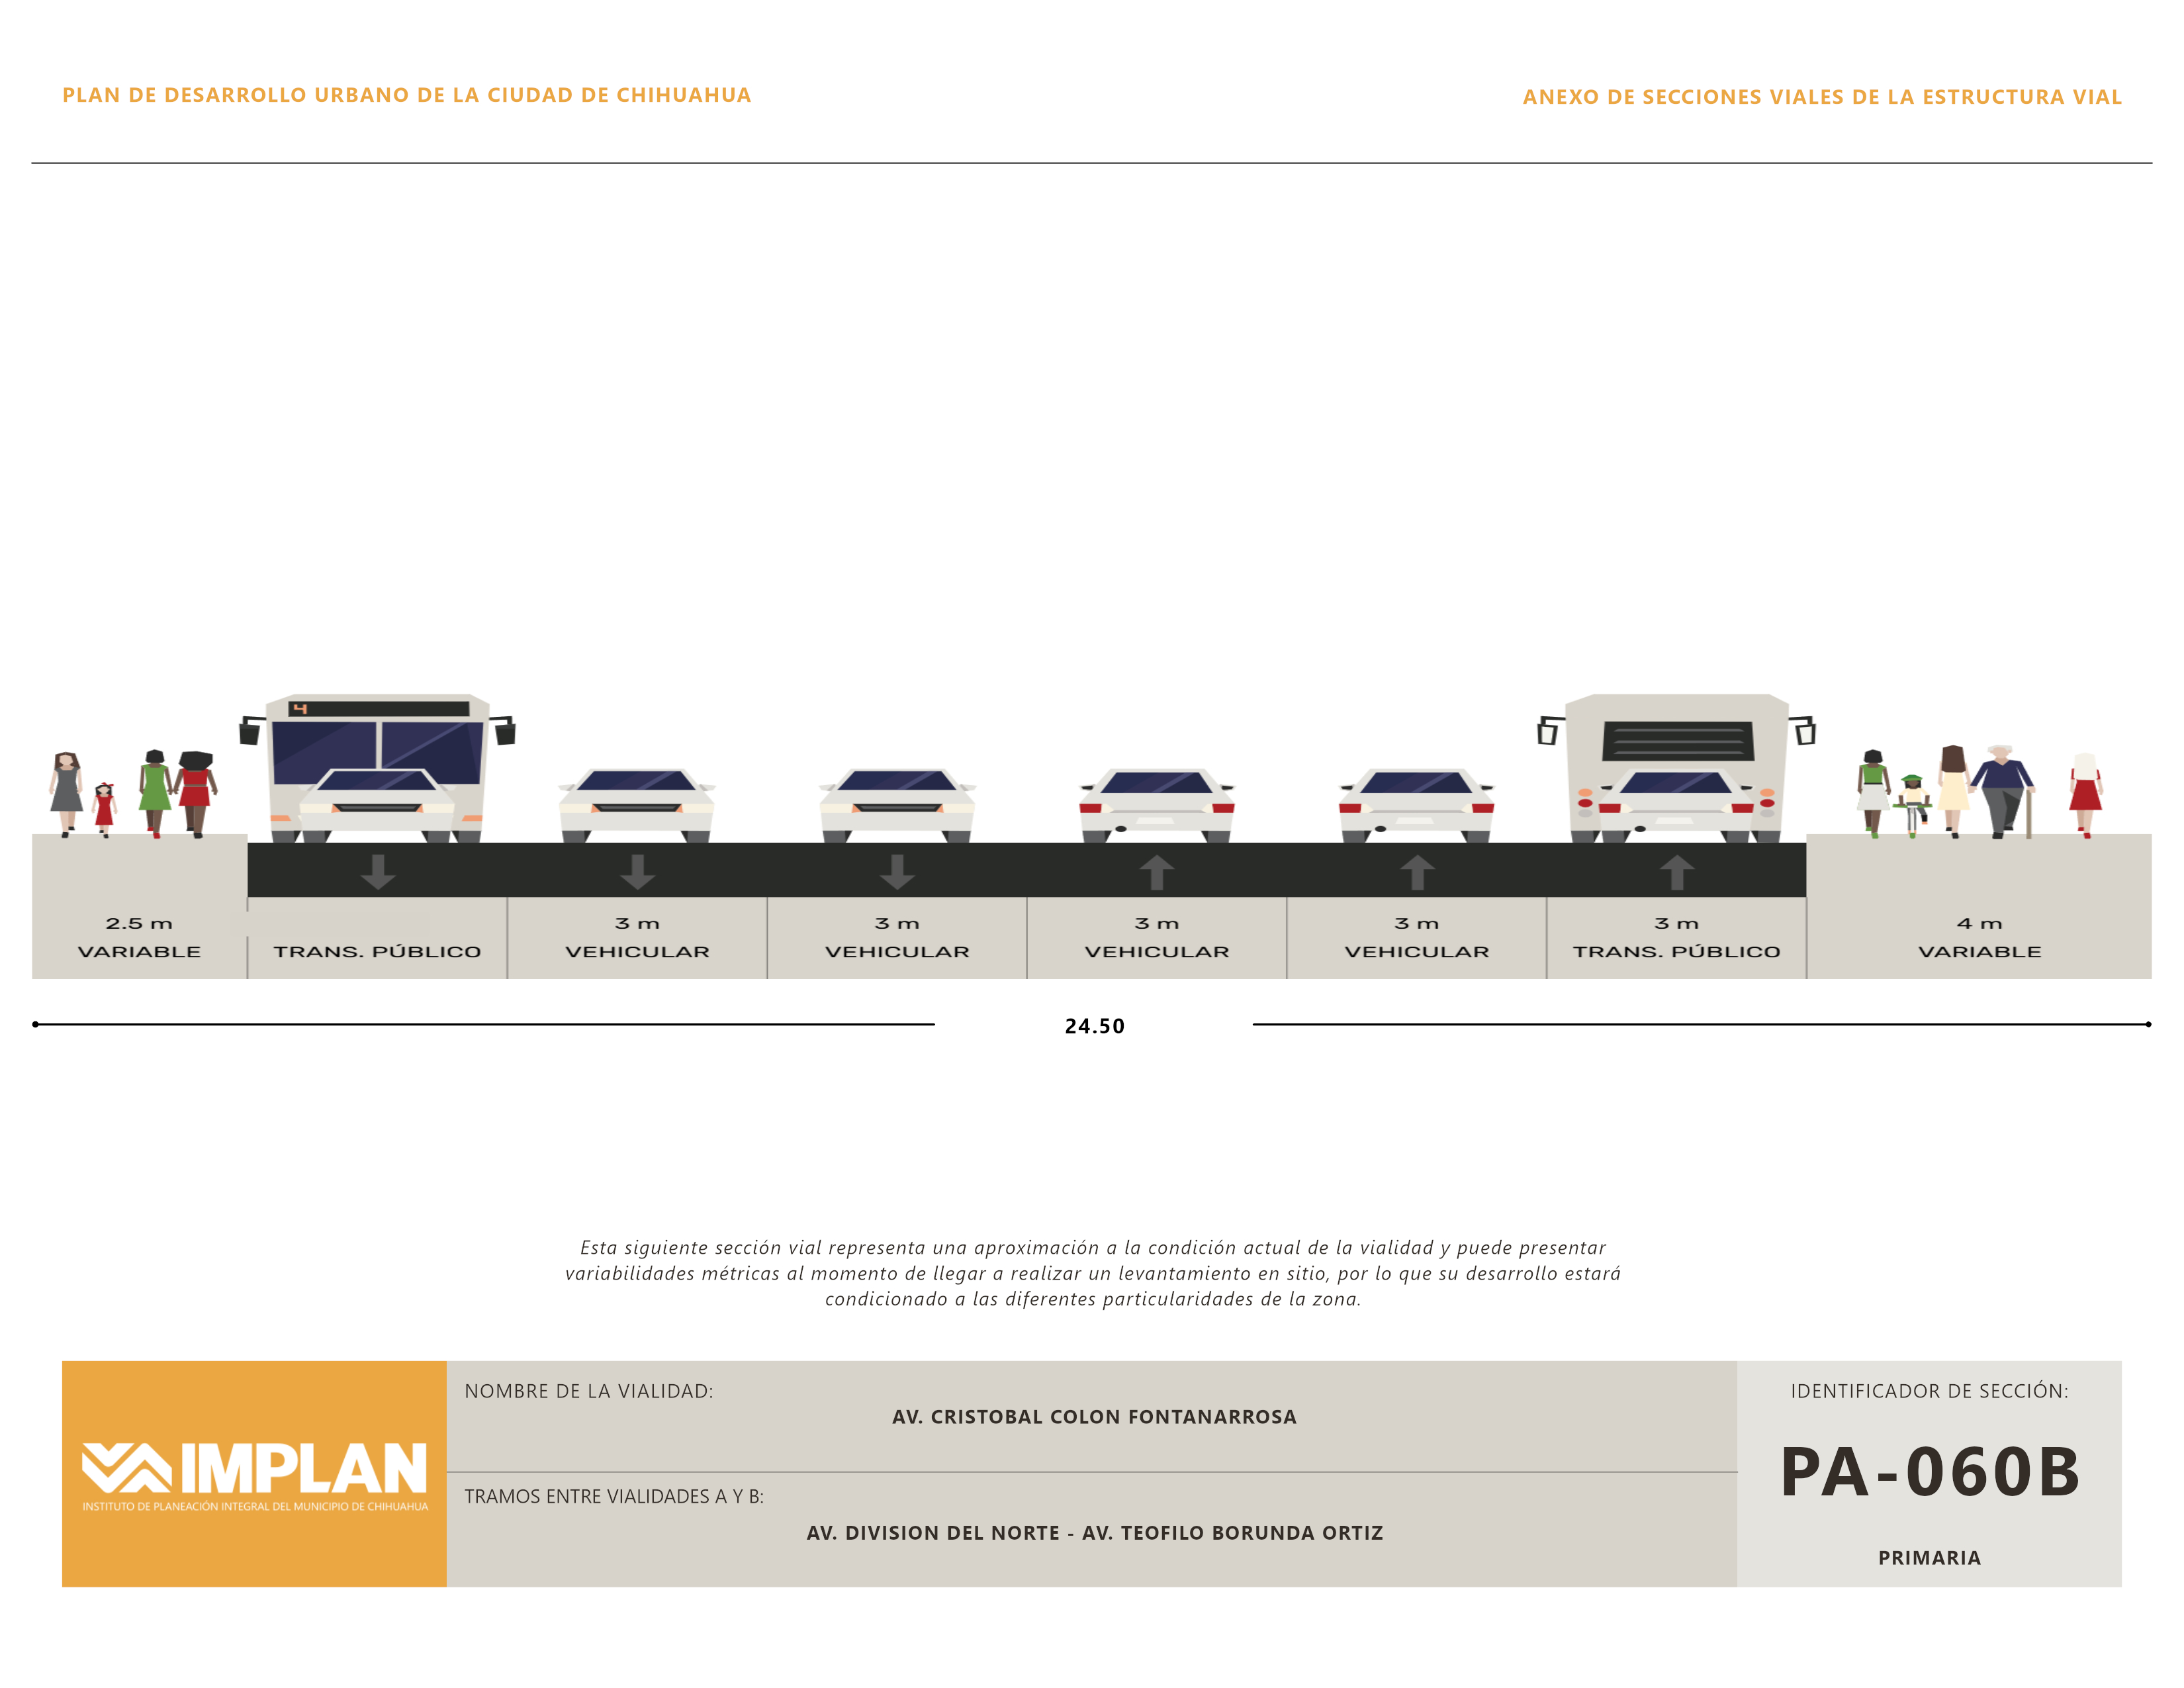 PLAN DE DESARROLLO URBANO DE LA CIUDAD DE CHIHUAHUA
ANEXO DE SECCIONES VIALES DE LA ESTRUCTURA VIAL
4
2.5 m
VARIABLE
TRANS. PÚBLICO
3 m
VEHICULAR
3 m
VEHICULAR
3 m
VEHICULAR
3 m
VEHICULAR
3 m
TRANS. PÚBLICO
4 m
VARIABLE
24.50
Esta siguiente sección vial representa una aproximación a la condición actual de la vialidad y puede presentar
variabilidades métricas al momento de llegar a realizar un levantamiento en sitio, por lo que su desarrollo estará
condicionado a las diferentes particularidades de la zona.
IMPLAN
INSTITUTO DE PLANEACIÓN INTEGRAL DEL MUNICIPIO DE CHIHUAHUA
NOMBRE DE LA VIALIDAD:
AV. CRISTOBAL COLON FONTANARROSA
TRAMOS ENTRE VIALIDADES A Y B:
AV. DIVISION DEL NORTE - AV. TEOFILO BORUNDA ORTIZ
IDENTIFICADOR DE SECCIÓN:
PA-060B
PRIMARIA